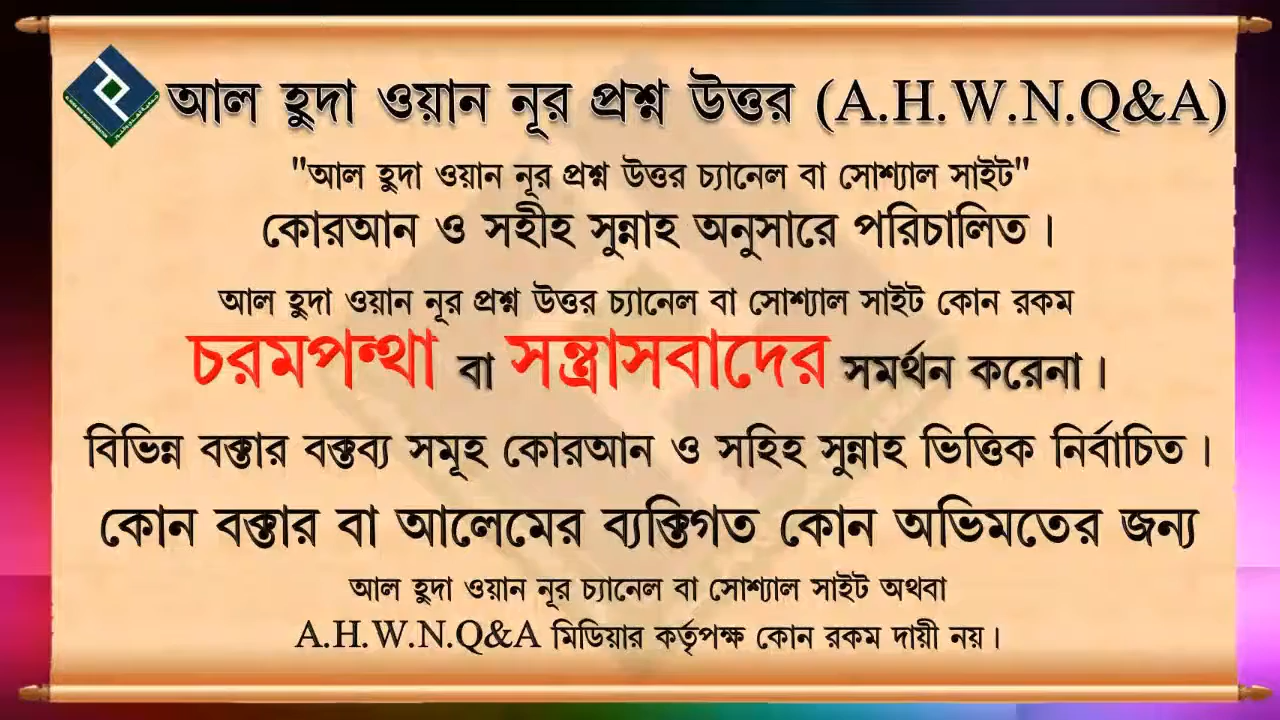 আল হুদা ওয়ান নূর প্রশ্ন উত্তর (A.H.W.N.Q&A)
"আল হুদা ওয়ান নূর প্রশ্ন উত্তর চ্যানেল বা সোশ্যাল সাইট"
কোরআন ও সহীহ সুন্নাহ অনুসারে পরিচালিত।
আল হুদা ওয়ান নূর প্রশ্ন উত্তর চ্যানেল বা সোশ্যাল সাইট কোন রকম
চরমপন্থা বা সন্ত্রাসবাদের সমর্থন করেনা।
বিভিন্ন বক্তার বক্তব্য সমূহ কোরআন ও সহিহ সুন্নাহ ভিত্তিক নির্বাচিত।
কোন বক্তার বা আলেমের ব্যক্তিগত কোন অভিমতের জন্য
আল হুদা ওয়ান নূর চ্যানেল বা সোশ্যাল সাইট অথবা
A.H.W.N.Q&A মিডিয়ার কর্তৃপক্ষ কোন রকম দায়ী নয়।